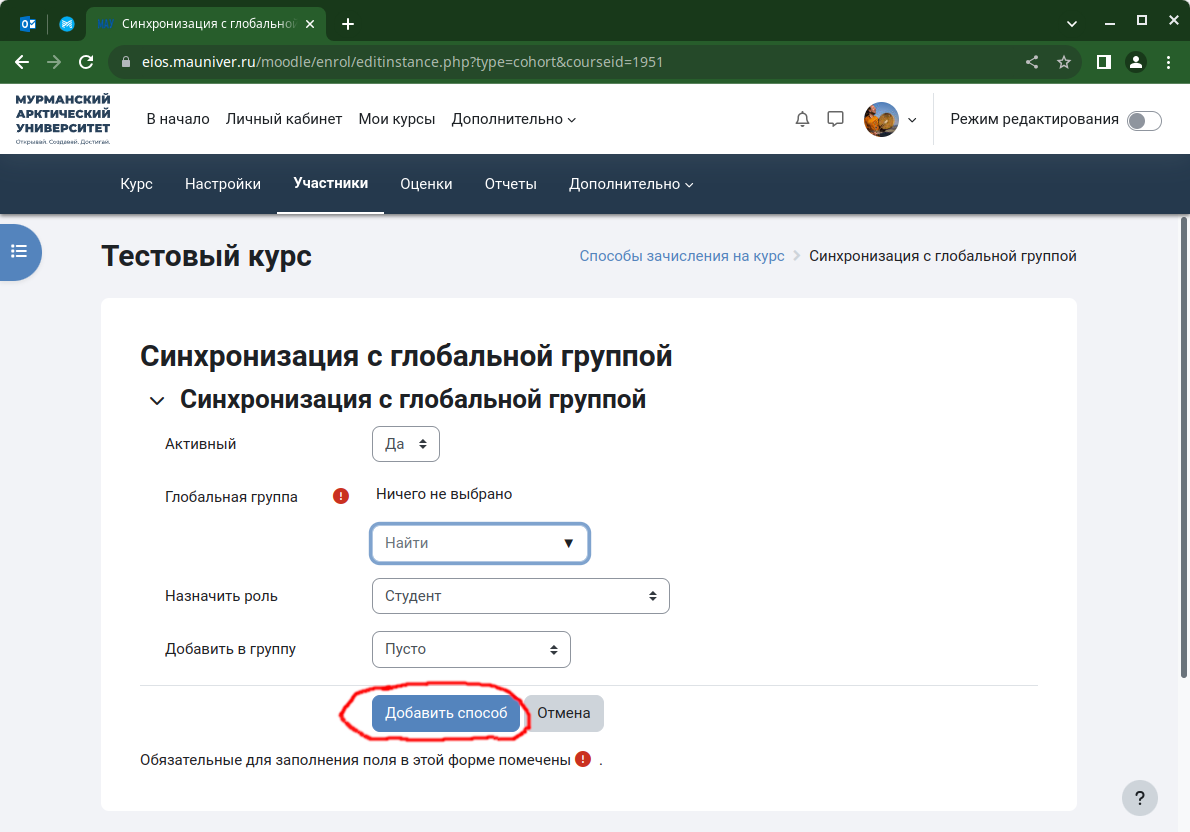 Синхронизация с глобальной
eios.mauniver.ru/moodle/enrol/editinstance.php?type=cohort&courseid=1951
МУРМАНСКИЙ
АРКТИЧЕСКИЙ
УНИВЕРСИТЕТ
Открывай. Создавай. Достигай.
В начало Личный кабинет Мои курсы Дополнительно
Режим редактирования
Курс Настройки Участники Оценки Отчеты Дополнительно
Тестовый курс
Способы зачисления на курс Синхронизация с глобальной группой
Синхронизация с глобальной группой
Синхронизация с глобальной группой
Активный Да
Глобальная группа Ничего не выбрано
Найти
Назначить роль Студент
Добавить в группу Пусто
Добавить способ Отмена
Обязательные для заполнения поля в этой форме помечены .
?